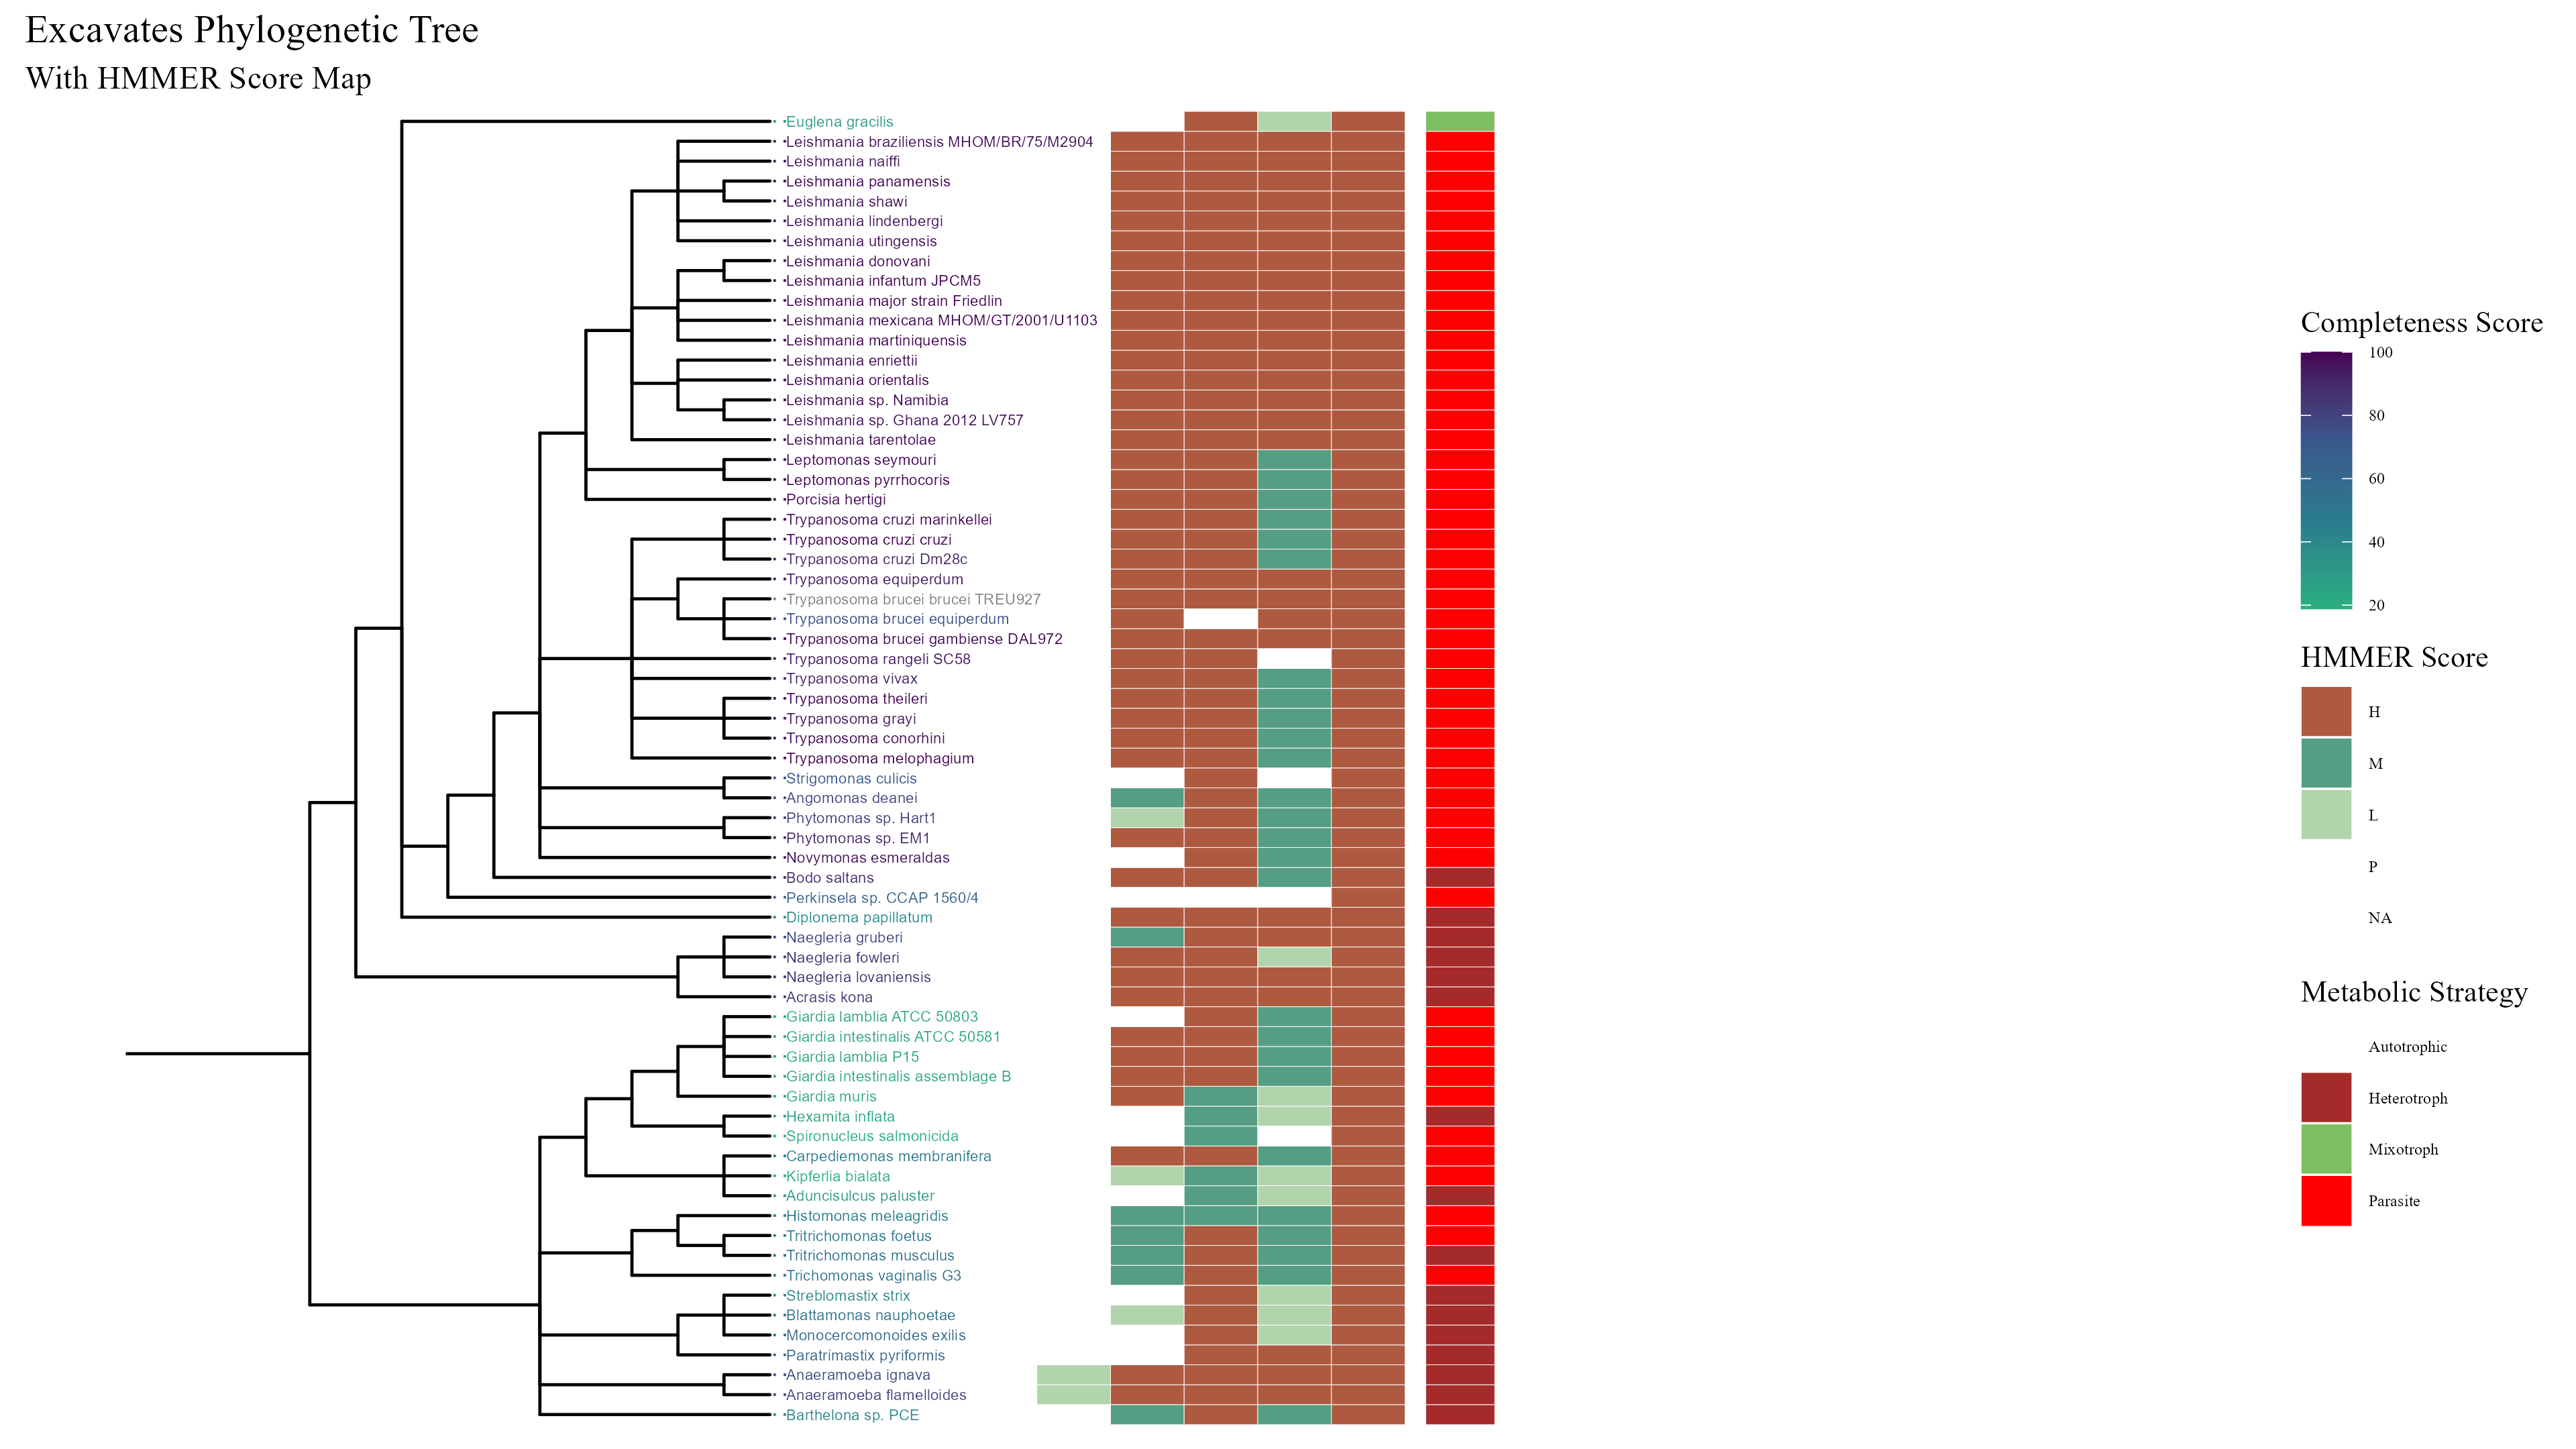 Excavates Phylogenetic Tree
With HMMER Score Map
Euglena gracilis
Leishmania braziliensis MHOM/BR/75/M2904
Leishmania naiffi
Leishmania panamensis
Leishmania shawi
Leishmania lindenbergi
Leishmania utingensis
Leishmania donovani
Leishmania infantum JPCM5
Leishmania major strain Friedlin
Leishmania mexicana MHOM/GT/2001/U1103
Leishmania martiniquensis
Leishmania enriettii
Leishmania orientalis
Leishmania sp. Namibia
Leishmania sp. Ghana 2012 LV757
Leishmania tarentolae
Leptomonas seymouri
Leptomonas pyrrhocoris
Porcisia hertigi
Trypanosoma cruzi marinkellei
Trypanosoma cruzi cruzi
Trypanosoma cruzi Dm28c
Trypanosoma equiperdum
Trypanosoma brucei brucei TREU927
Trypanosoma brucei equiperdum
Trypanosoma brucei gambiense DAL972
Trypanosoma rangeli SC58
Trypanosoma vivax
Trypanosoma theileri
Trypanosoma grayi
Trypanosoma conorhini
Trypanosoma melophagium
Strigomonas culicis
Angomonas deanei
Phytomonas sp. Hart1
Phytomonas sp. EM1
Novymonas esmeraldas
Bodo saltans
Perkinsela sp. CCAP 1560/4
Diplonema papillatum
Naegleria gruberi
Naegleria fowleri
Naegleria lovaniensis
Acrasis kona
Giardia lamblia ATCC 50803
Giardia intestinalis ATCC 50581
Giardia lamblia P15
Giardia intestinalis assemblage B
Giardia muris
Hexamita inflata
Spironucleus salmonicida
Carpediemonas membranifera
Kipferlia bialata
Aduncisulcus paluster
Histomonas meleagridis
Tritrichomonas foetus
Tritrichomonas musculus
Trichomonas vaginalis G3
Streblomastix strix
Blattamonas nauphoetae
Monocercomonoides exilis
Paratrimastix pyriformis
Anaeramoeba ignava
Anaeramoeba flamelloides
Barthelona sp. PCE
Completeness Score
100
80
60
40
20
HMMER Score
H
M
L
P
NA
Metabolic Strategy
Autotrophic
Heterotroph
Mixotroph
Parasite